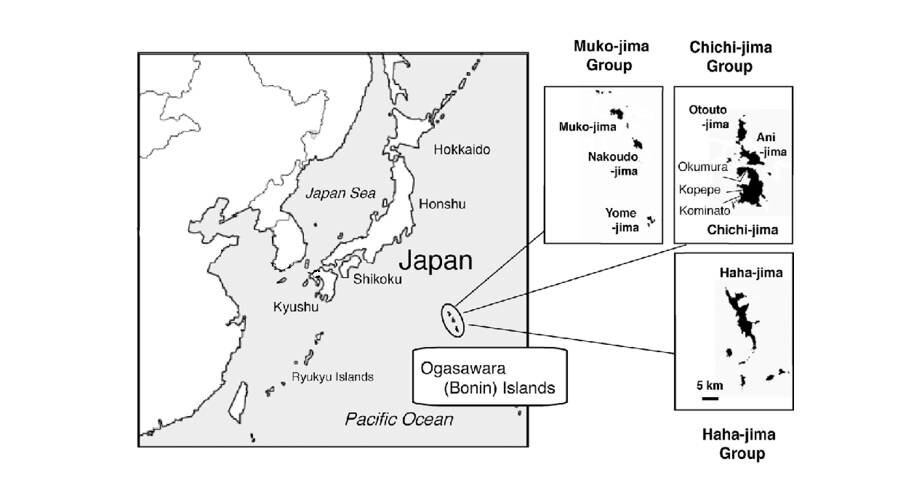 Muko-jima
Group
Chichi-jima
Group
Hokkaido
Japan Sea
Honshu
Japan
Shikoku
Kyushu
Ryukyu Islands
Ogasawara
(Bonin) Islands
Pacific Ocean
Muko-jima
Nakoudo
-jima
Yome
-jima
Otouto
-jima
Ani
-jima
Okumura
Kopepe
Kominato
Chichi-jima
Haha-jima
5 km
Haha-jima
Group